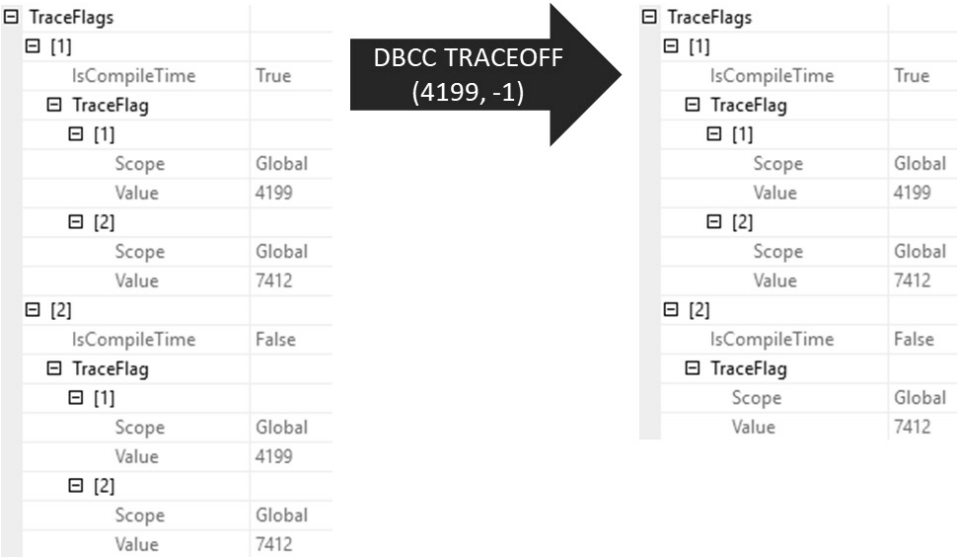 TraceFlags
[1]
IsCompileTime True
TraceFlag
[1]
Scope Global
Value 4199
[2]
Scope Global
Value 7412
[2]
IsCompileTime False
TraceFlag
[1]
Scope Global
Value 4199
[2]
Scope Global
Value 7412
DBCC TRACEOFF
(4199, -1)
TraceFlags
[1]
IsCompileTime True
TraceFlag
[1]
Scope Global
Value 4199
[2]
Scope Global
Value 7412
[2]
IsCompileTime False
TraceFlag
Scope Global
Value 7412